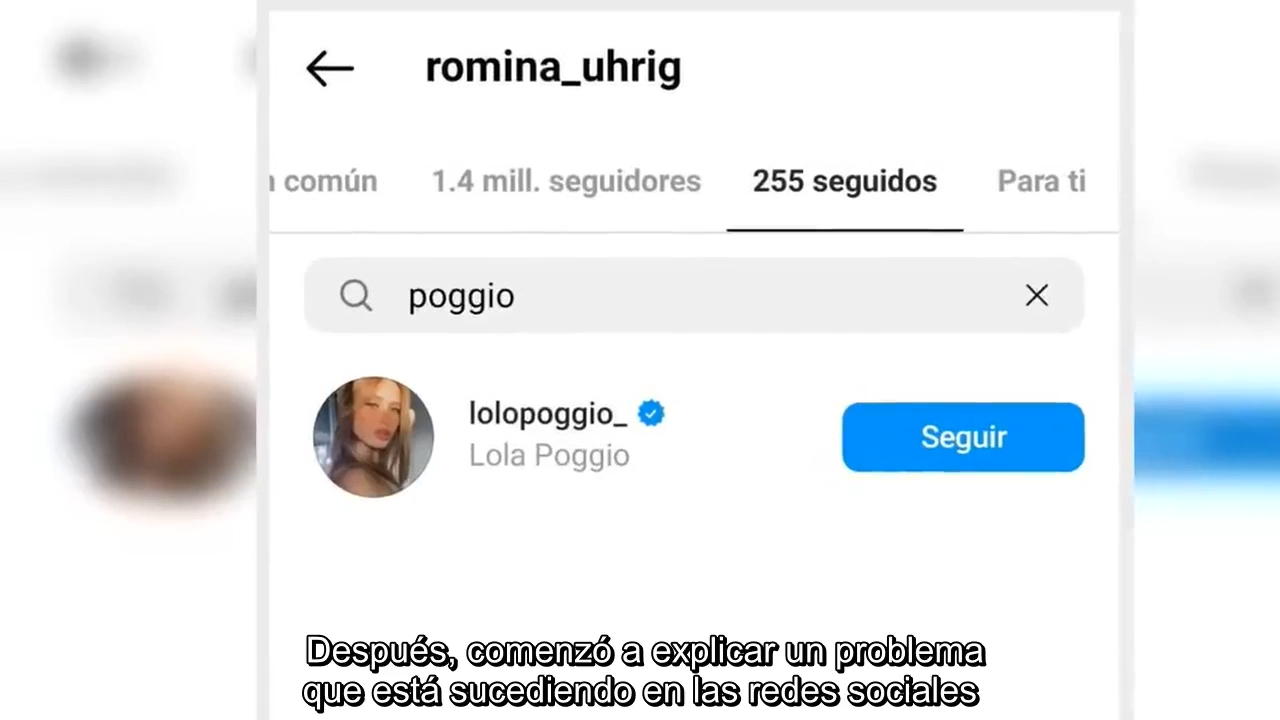 romina_uhrig
n común 1.4 mill. seguidores 255 seguidos Para ti
poggio
lolopoggio_
Lola Poggio
Seguir
Después, comenzó a explicar un problema
que está sucediendo en las redes sociales